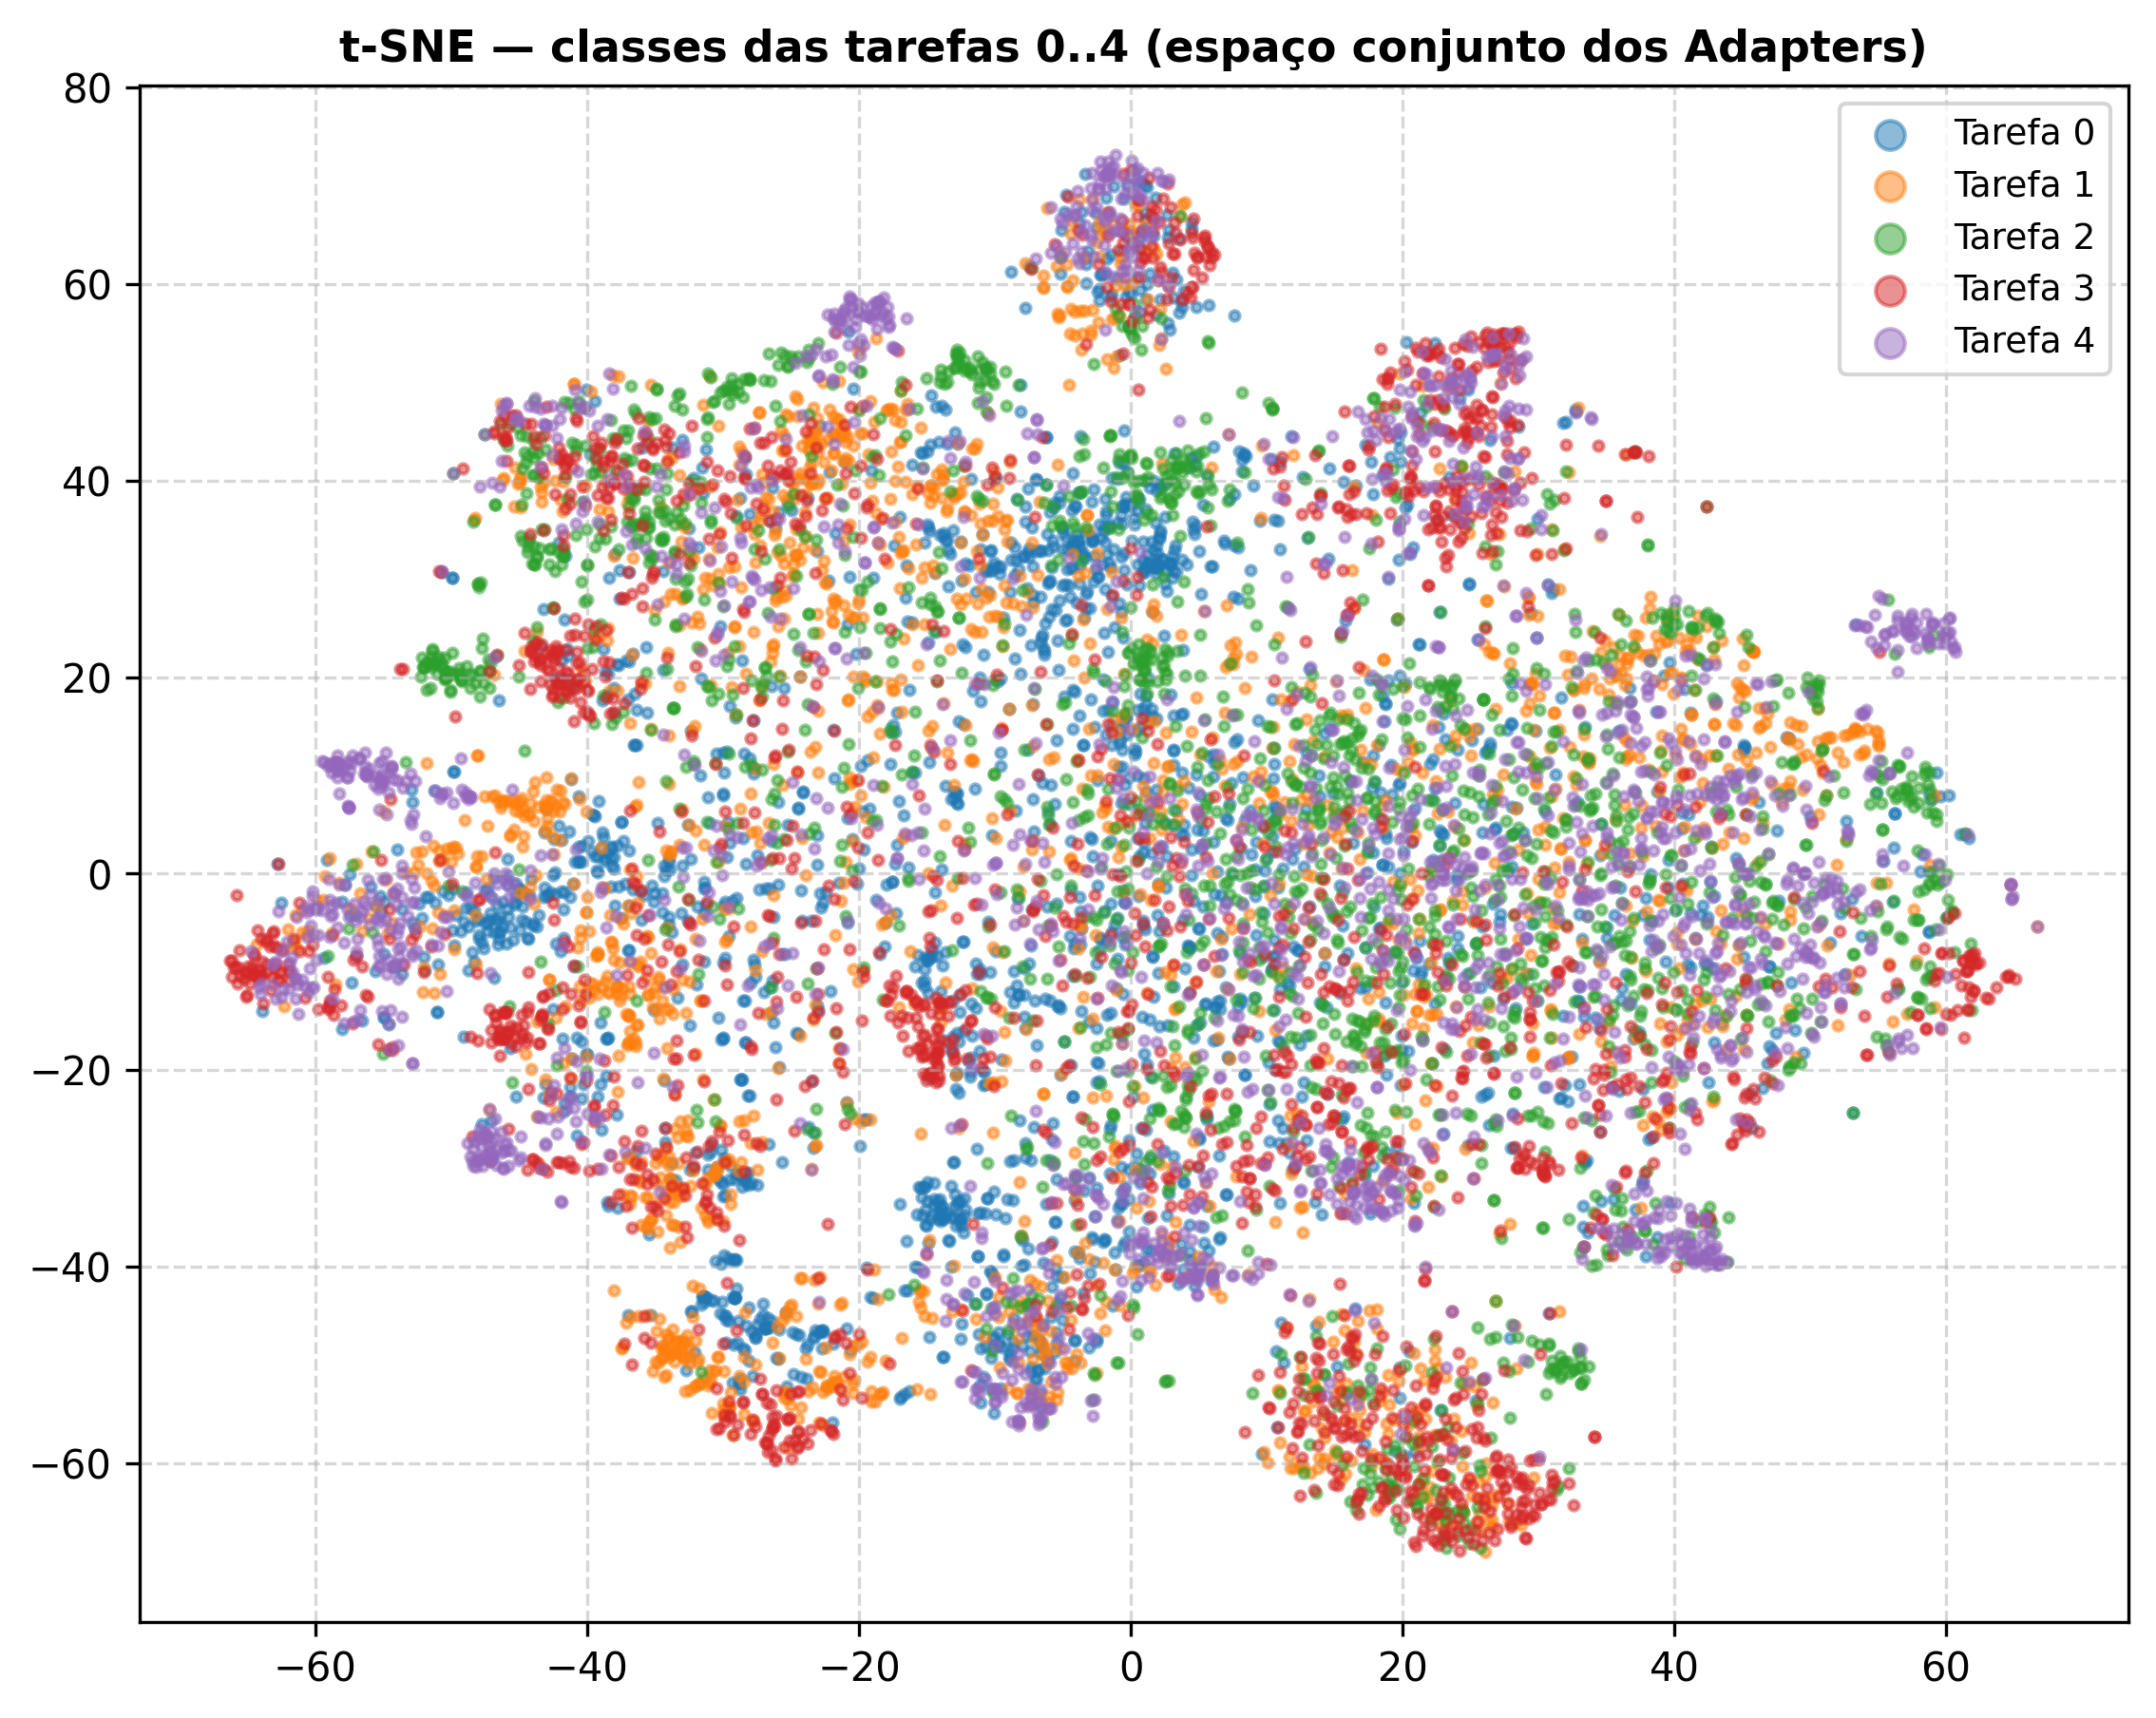 t-SNE — classes das tarefas 0..4 (espaço conjunto dos Adapters)
80
60
40
20
0
−20
−40
−60
−60
−40
−20
0
20
40
60
Tarefa 0
Tarefa 1
Tarefa 2
Tarefa 3
Tarefa 4